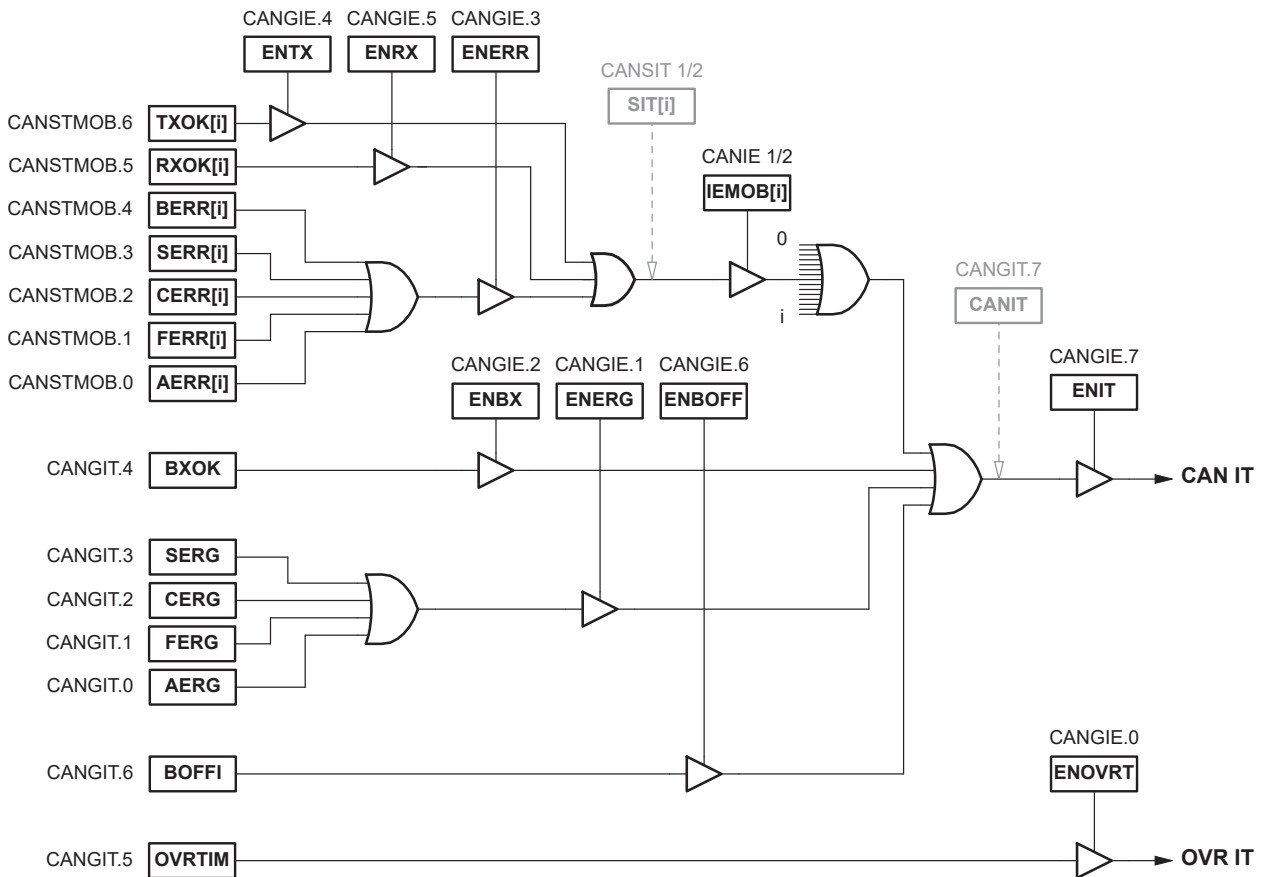 CANGIE.4 CANGIE.5 CANGIE.3
ENTX ENRX ENERR
CANSIT 1/2
SIT[i]
CANSTMOB.6 TXOK[i]
CANSTMOB.5 RXOK[i]
CANIE 1/2
IEMOB[i]
CANSTMOB.4 BERR[i]
CANSTMOB.3 SERR[i]
0
CANGIT.7
CANIT
CANSTMOB.2 CERR[i]
i
CANSTMOB.1 FERR[i]
CANSTMOB.0 AERR[i]
CANGIE.2 CANGIE.1 CANGIE.6
ENBX ENERG ENBOFF
CANGIE.7
ENIT
CANGIT.4 BXOK
CAN IT
CANGIT.3 SERG
CANGIT.2 CERG
CANGIT.1 FERG
CANGIT.0 AERG
CANGIT.6 BOFFI
CANGIE.0
ENOVRT
CANGIT.5 OVRTIM
OVR IT